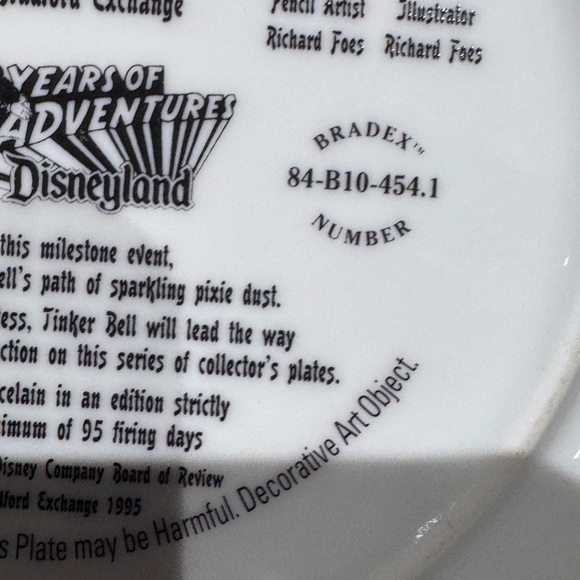 Exchange
Pencil Artist Illustrator
Richard Foes Richard Foes
YEARS OF
ADVENTURES
Disneyland
BRADEX™
84-B10-454.1
NUMBER
this milestone event,
ell's path of sparkling pixie dust.
ess, Tinker Bell will lead the way
ction on this series of collector's plates.
celain in an edition strictly
imum of 95 firing days
Disney Company Board of Review
dford Exchange 1995
s Plate may be Harmful. Decorative Art Object.